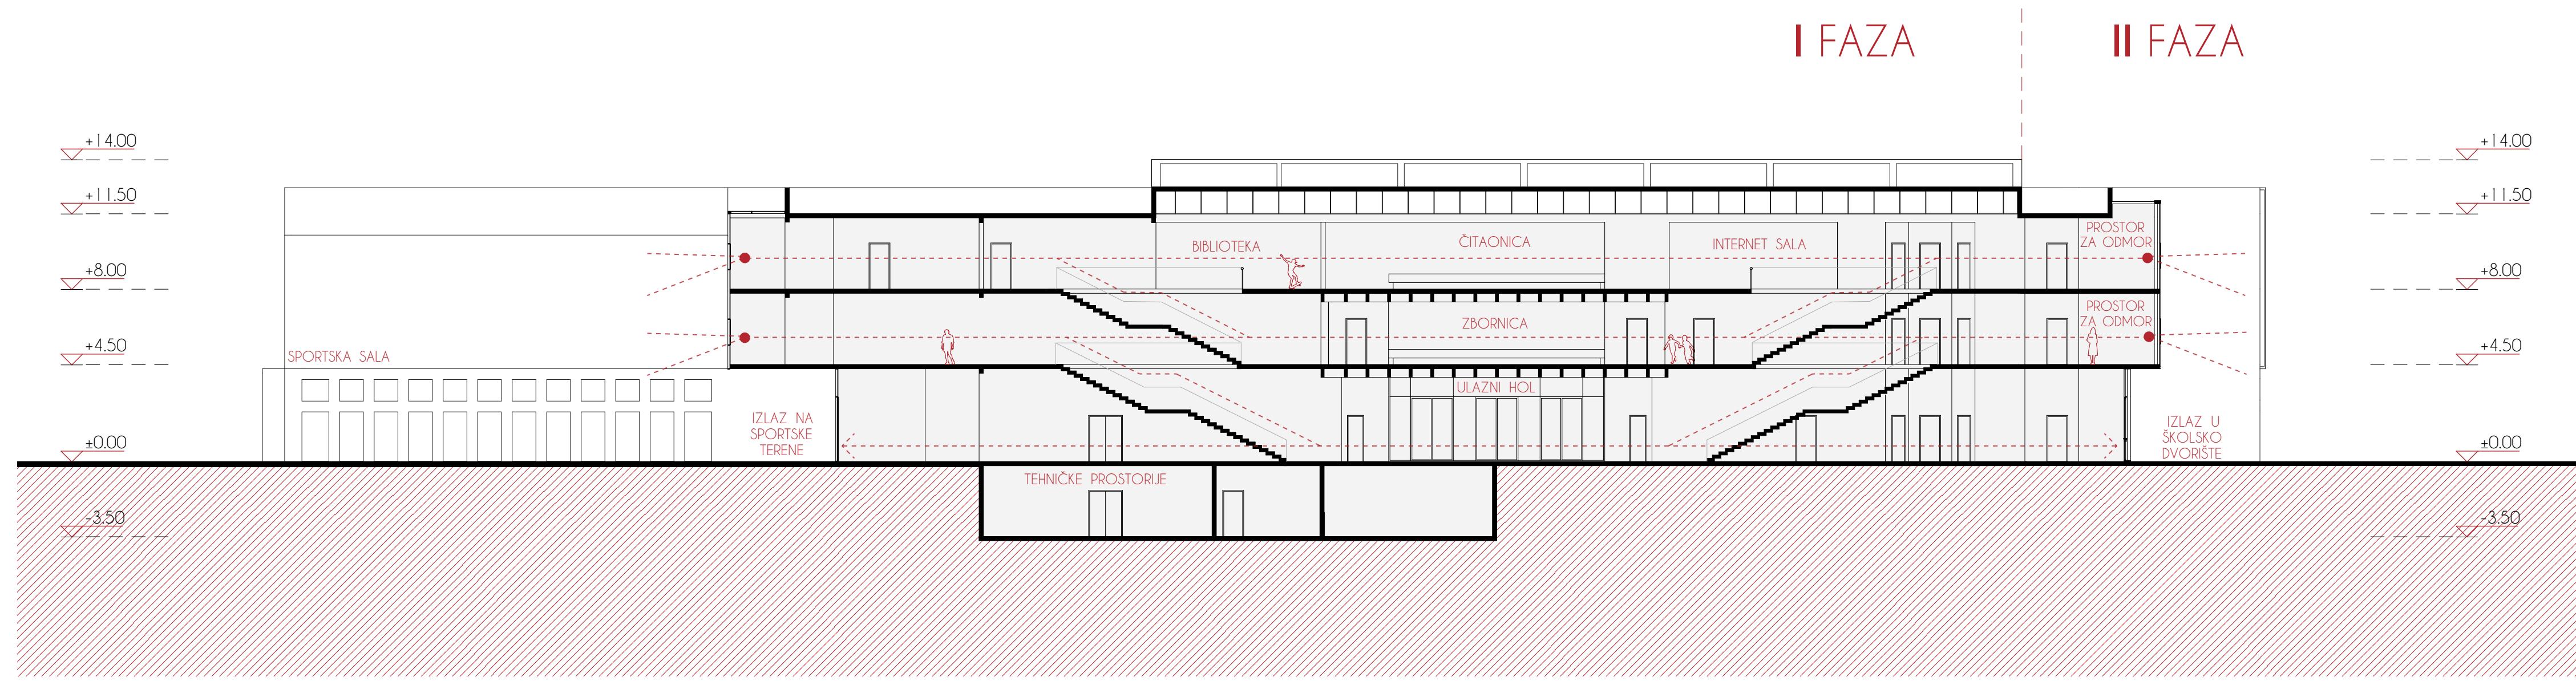 I FAZA
II FAZA
+14.00
+14.00
+11.50
+11.50
BIBLIOTEKA
ČITAONICA
INTERNET SALA
PROSTOR
ZA ODMOR
+8.00
+8.00
ZBORNICA
PROSTOR
ZA ODMOR
SPORTSKA SALA
+4.50
+4.50
ULAZNI HOL
IZLAZ NA
SPORTSKE
TERENE
IZLAZ U
ŠKOLSKO
DVORIŠTE
±0.00
±0.00
TEHNIČKE PROSTORIJE
-3.50
-3.50